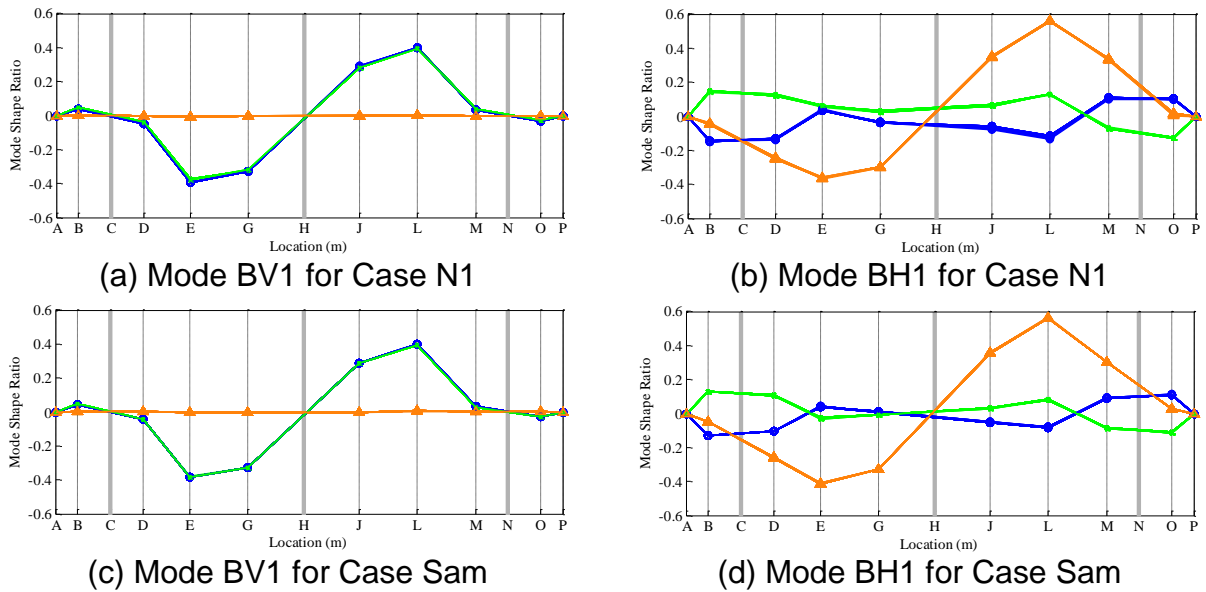 0.6
0.4
0.2
0
-0.2
-0.4
-0.6
Mode Shape Ratio
A B C D E G H J L M N O P
Location (m)
(a) Mode BV1 for Case N1
0.6
0.4
0.2
0
-0.2
-0.4
-0.6
Mode Shape Ratio
A B C D E G H J L M N O P
Location (m)
(b) Mode BH1 for Case N1
0.6
0.4
0.2
0
-0.2
-0.4
-0.6
Mode Shape Ratio
A B C D E G H J L M N O P
Location (m)
(c) Mode BV1 for Case Sam
0.6
0.4
0.2
0
-0.2
-0.4
-0.6
Mode Shape Ratio
A B C D E G H J L M N O P
Location (m)
(d) Mode BH1 for Case Sam